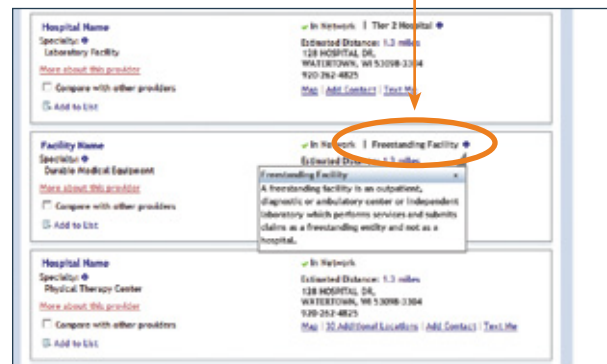 Hospital Name
Specialty:
Laboratory Facility
More about this provider
Compare with other providers
Add to List
In Network | Tier 2 Hospital
Estimated Distance: 1.3 miles
128 HOSPITAL DR,
WATERTOWN, WI 53098-3304
920-262-4825
Map | Add Contact | Text Me
Facility Name
Specialty:
Durable Medical Equipment
More about this provider
Compare with other providers
Add to List
In Network | Freestanding Facility
Estimated Distance: 1.3 miles
Freestanding Facility x
A freestanding facility is an outpatient,
diagnostic or ambulatory center or independent
laboratory which performs services and submits
claims as a freestanding entity and not as a
hospital.
Hospital Name
Specialty:
Physical Therapy Center
More about this provider
Compare with other providers
Add to List
In Network
Estimated Distance: 1.3 miles
128 HOSPITAL DR,
WATERTOWN, WI 53098-3304
920-262-4825
Map | 30 Additional Locations | Add Contact | Text Me